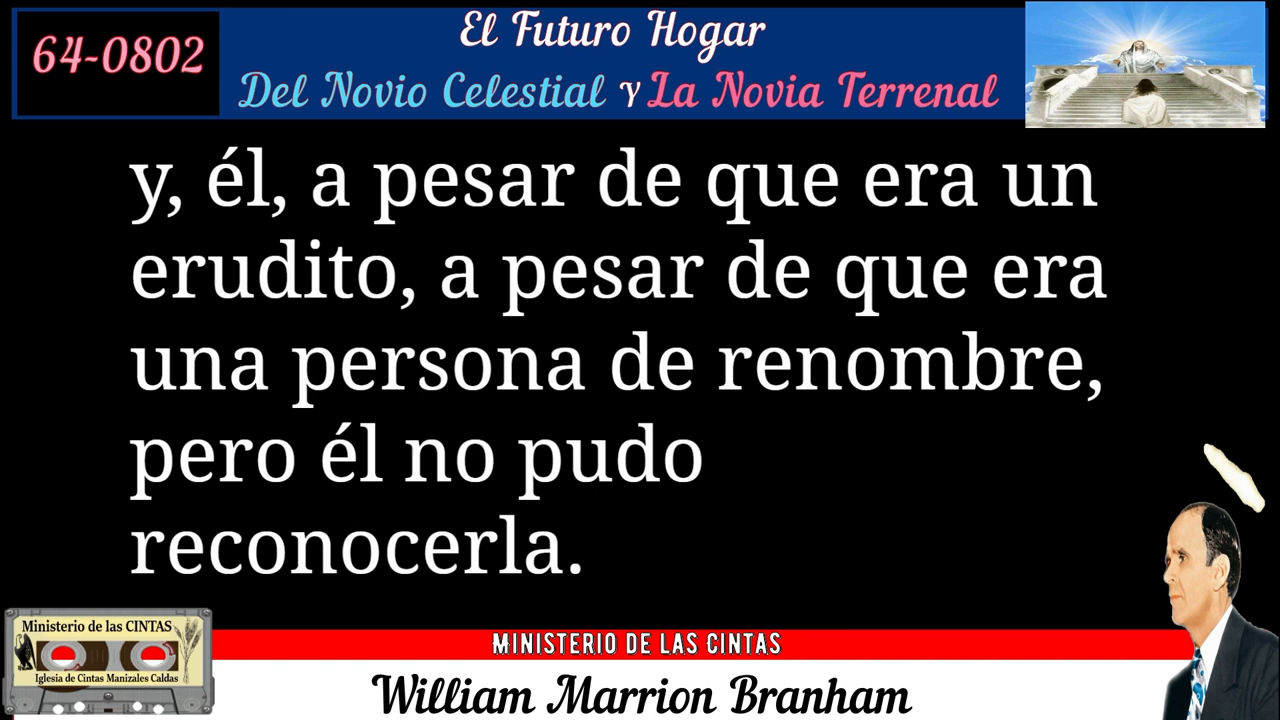 64-0802
El Futuro Hogar
Del Novio Celestial y La Novia Terrenal
y, él, a pesar de que era un
erudito, a pesar de que era
una persona de renombre,
pero él no pudo
reconocerla.
Ministerio de las CINTAS
Iglesia de Cintas Manizales Caldas
MINISTERIO DE LAS CINTAS
William Marrion Branham